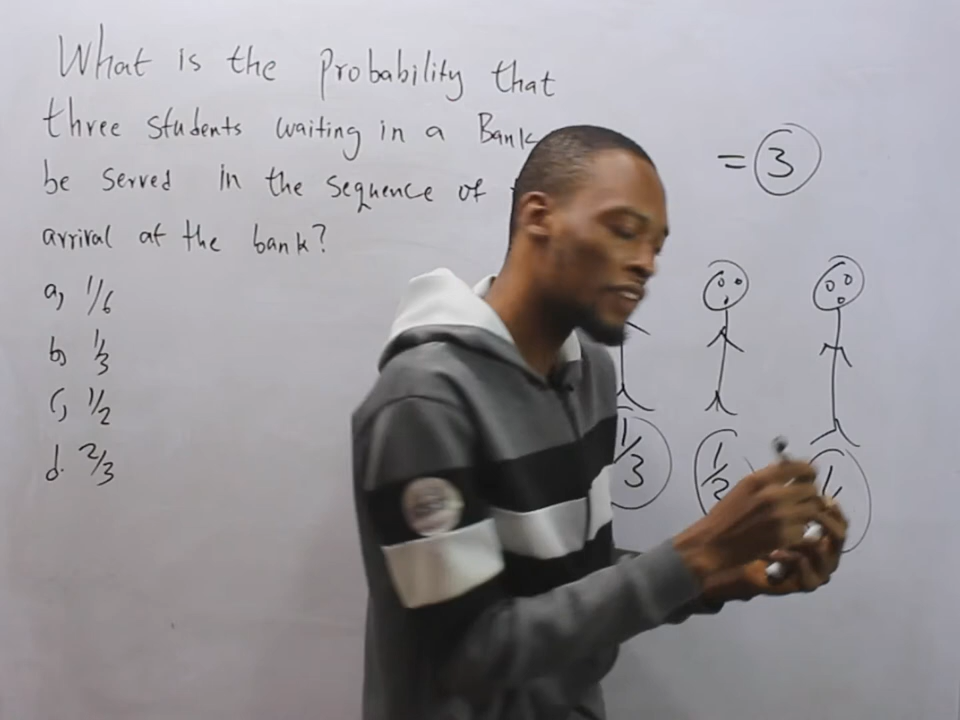 What is the Probability that
three students waiting in a Bank
be served in the sequence of
arrival at the bank?
a, 1/6
b, 1/3
c, 1/2
d. 2/3
= 3
1/3
1/2